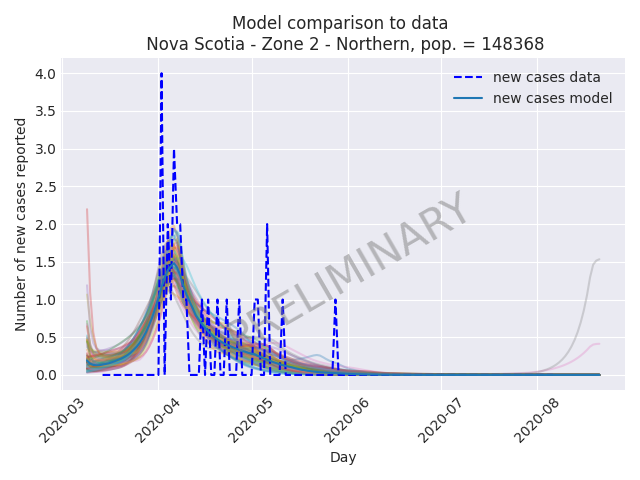 Model comparison to data
Nova Scotia - Zone 2 - Northern, pop. = 148368
new cases data
new cases model
PRELIMINARY
Number of new cases reported
4.0
3.5
3.0
2.5
2.0
1.5
1.0
0.5
0.0
2020-03
2020-04
2020-05
2020-06
2020-07
2020-08
Day